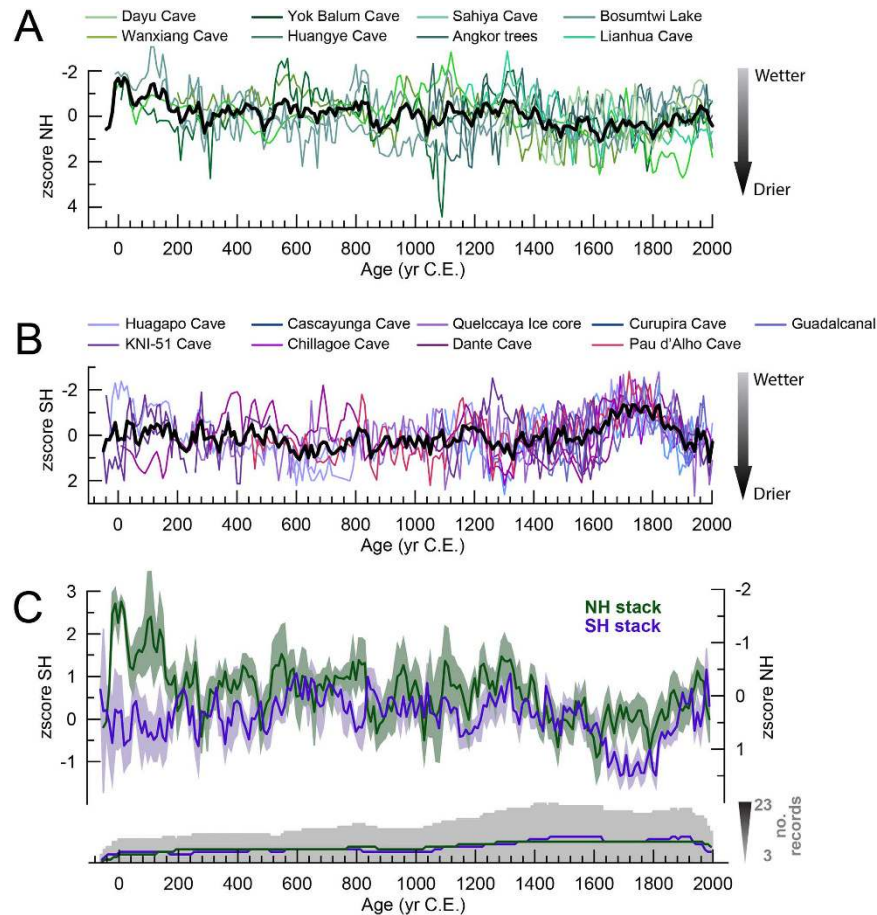 A
Dayu Cave Yok Balum Cave Sahiya Cave Bosumtwi Lake
Wanxiang Cave Huangye Cave Angkor trees Lianhua Cave
-2
0
2
4
zscore NH
Wetter
Drier
0 200 400 600 800 1000 1200 1400 1600 1800 2000
Age (yr C.E.)
B
Huagapo Cave Cascayunga Cave Quelccaya Ice core Curupira Cave Guadalcanal
KNI-51 Cave Chillagoe Cave Dante Cave Pau d'Alho Cave
-2
0
2
zscore SH
Wetter
Drier
0 200 400 600 800 1000 1200 1400 1600 1800 2000
Age (yr C.E.)
C
3
2
1
0
-1
zscore SH
NH stack
SH stack
-2
-1
0
1
zscore NH
23
3
no.
records
0 200 400 600 800 1000 1200 1400 1600 1800 2000
Age (yr C.E.)